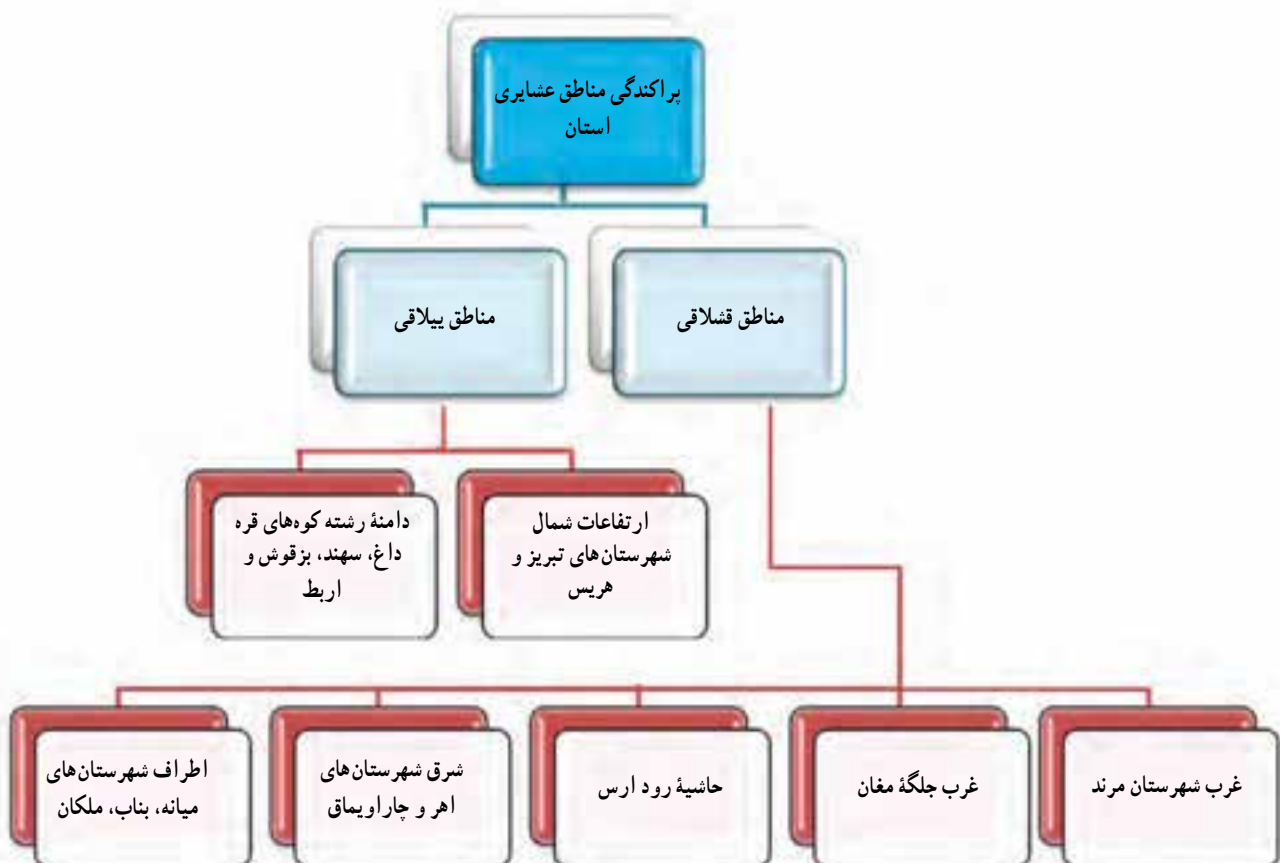 پراکندگی مناطق عشایری
استان
مناطق قشلاقی
مناطق ییلاقی
ارتفاعات شمال
شهرستان‌های تبریز و
هریس
دامنهٔ رشته کوه‌های قره
داغ، سهند، بزقوش و
اربط
غرب شهرستان مرند
غرب جلگهٔ مغان
حاشیهٔ رود ارس
شرق شهرستان‌های
اهر و چاراویماق
اطراف شهرستان‌های
میانه، بناب، ملکان